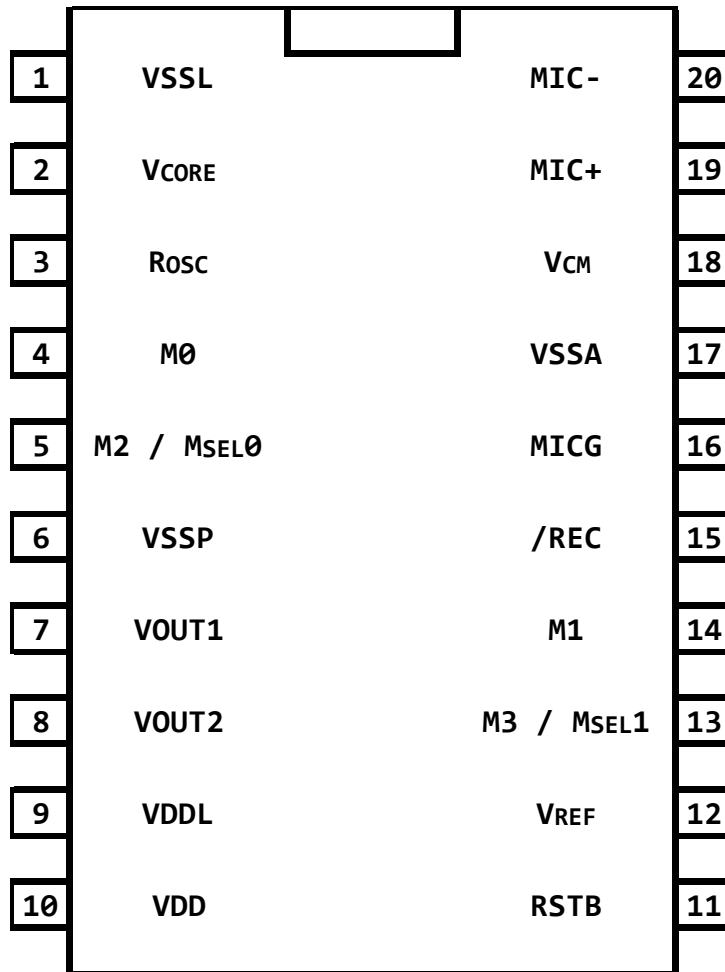 1 VSSL MIC- 20
2 VCORE MIC+ 19
3 ROSC VCM 18
4 M0 VSSA 17
5 M2 / MSEL0 MICG 16
6 VSSP /REC 15
7 VOUT1 M1 14
8 VOUT2 M3 / MSEL1 13
9 VDDL VREF 12
10 VDD RSTB 11